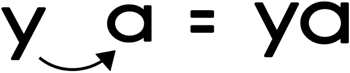 y a = ya